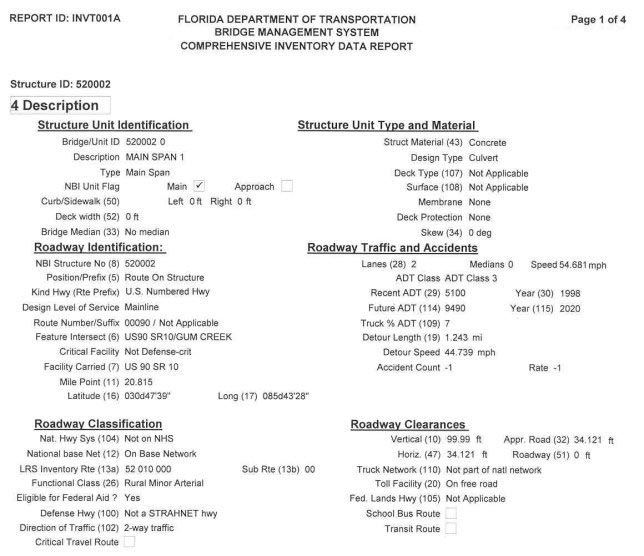 REPORT ID: INVT001A
FLORIDA DEPARTMENT OF TRANSPORTATION
Page 1 of 4
BRIDGE MANAGEMENT SYSTEM
COMPREHENSIVE INVENTORY DATA REPORT
Structure ID: 520002
4 Description
Structure Unit Identification
Bridge/Unit ID 520002 0
Description MAIN SPAN 1
Type Main Span
NBI Unit Flag Main ✓ Approach
Curb/Sidewalk (50) Left 0 ft Right 0 ft
Deck width (52) 0 ft
Bridge Median (33) No median
Structure Unit Type and Material
Struct Material (43) Concrete
Design Type Culvert
Deck Type (107) Not Applicable
Surface (108) Not Applicable
Membrane None
Deck Protection None
Skew (34) 0 deg
Roadway Identification:
NBI Structure No (8) 520002
Position/Prefix (5) Route On Structure
Kind Hwy (Rte Prefix) U.S. Numbered Hwy
Design Level of Service Mainline
Route Number/Suffix 00090 / Not Applicable
Feature Intersect (6) US90 SR10/GUM CREEK
Critical Facility Not Defense-crit
Facility Carried (7) US 90 SR 10
Mile Point (11) 20.815
Latitude (16) 030d47'39" Long (17) 085d43'28"
Roadway Traffic and Accidents
Lanes (28) 2 Medians 0 Speed 54.681 mph
ADT Class ADT Class 3
Recent ADT (29) 5100 Year (30) 1998
Future ADT (114) 9490 Year (115) 2020
Truck % ADT (109) 7
Detour Length (19) 1.243 mi
Detour Speed 44.739 mph
Accident Count -1 Rate -1
Roadway Classification
Nat. Hwy Sys (104) Not on NHS
National base Net (12) On Base Network
LRS Inventory Rte (13a) 52 010 000 Sub Rte (13b) 00
Functional Class (26) Rural Minor Arterial
Eligible for Federal Aid ? Yes
Defense Hwy (100) Not a STRAHNET hwy
Direction of Traffic (102) 2-way traffic
Critical Travel Route
Roadway Clearances
Vertical (10) 99.99 ft Appr. Road (32) 34.121 ft
Horiz. (47) 34.121 ft Roadway (51) 0 ft
Truck Network (110) Not part of natl network
Toll Facility (20) On free road
Fed. Lands Hwy (105) Not Applicable
School Bus Route
Transit Route